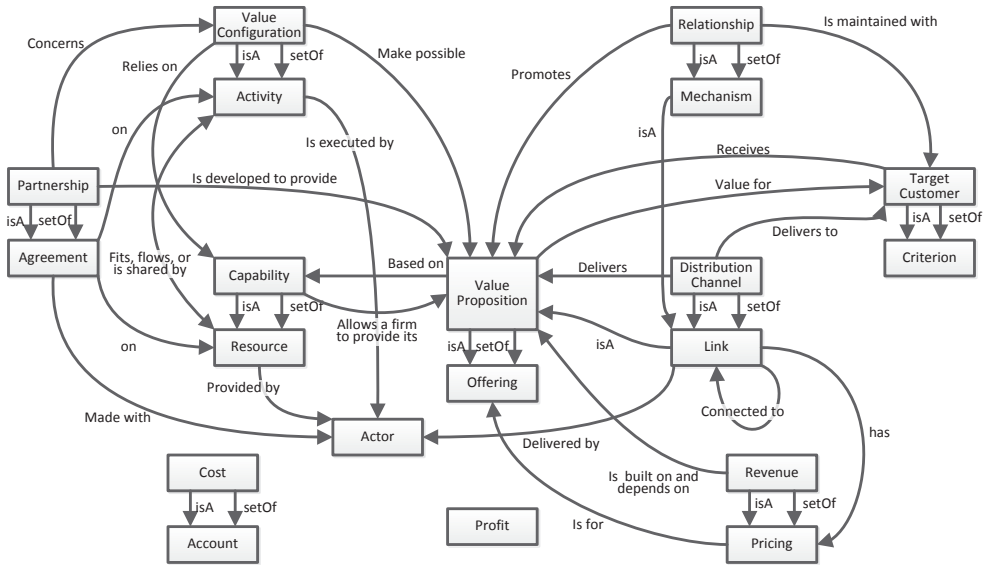 Value
Configuration
Relationship
Concerns
isA
setOf
Make possible
isA
setOf
Is maintained with
Relies on
Promotes
Activity
Mechanism
on
Is executed by
isA
Receives
Partnership
Is developed to provide
Value for
Target
Customer
isA
setOf
isA
setOf
Delivers to
Agreement
Fits, flows, or
is shared by
Capability
Based on
Value
Proposition
Delivers
Distribution
Channel
Criterion
isA
setOf
Allows a firm
to provide its
isA
setOf
on
Resource
isA
setOf
isA
Link
Provided by
Offering
Connected to
Made with
Actor
Delivered by
has
Cost
Is built on and
depends on
Revenue
isA
setOf
isA
setOf
Profit
Is for
Account
Pricing